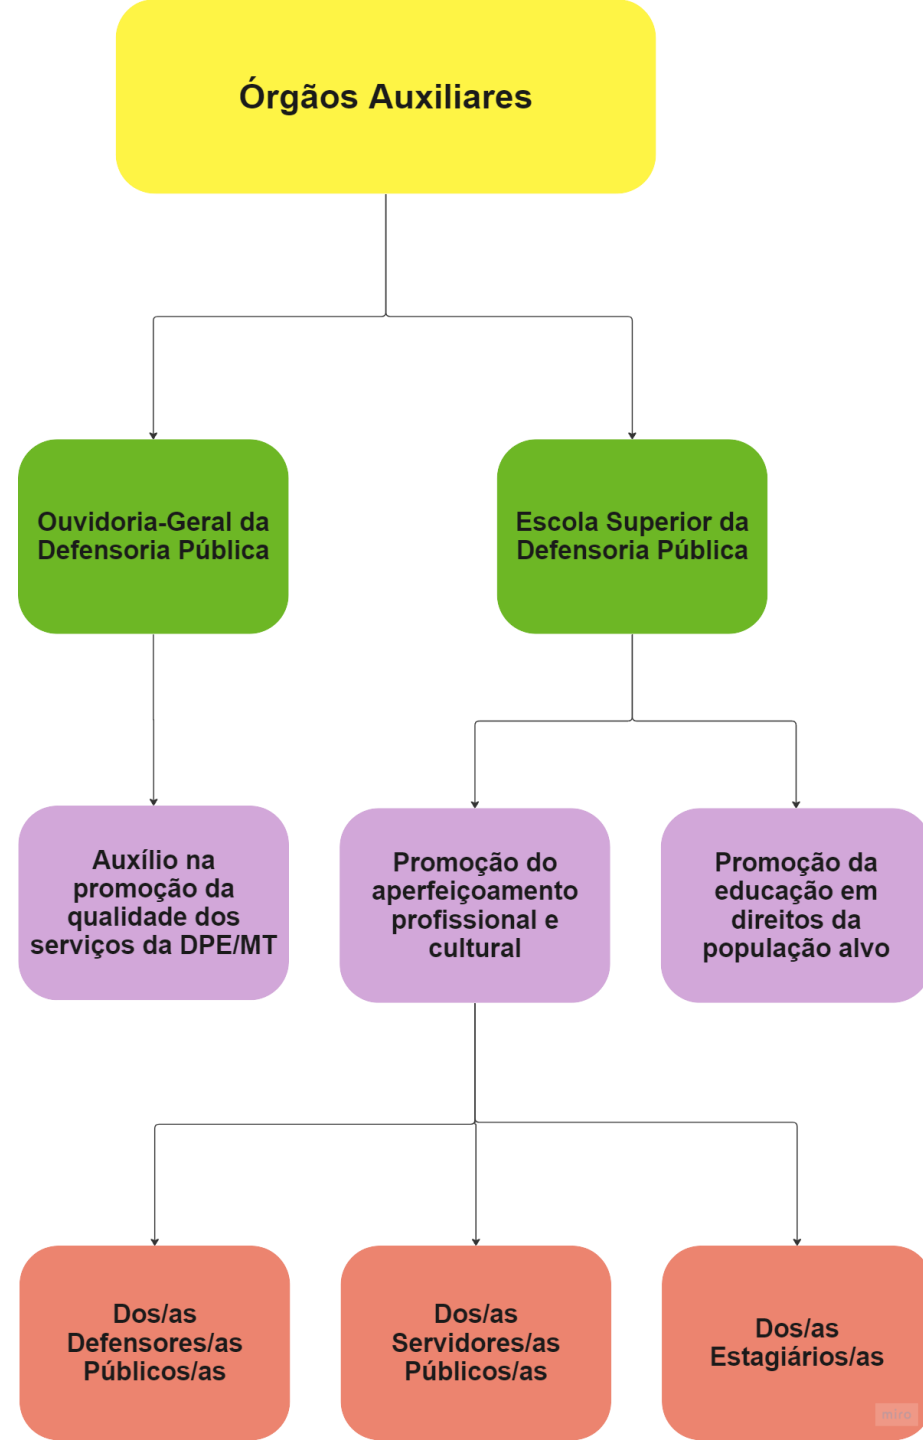 Órgãos Auxiliares
Ouvidoria-Geral da
Defensoria Pública
Escola Superior da
Defensoria Pública
Auxílio na
promoção da
qualidade dos
serviços da DPE/MT
Promoção do
aperfeiçoamento
profissional e
cultural
Promoção da
educação em
direitos da
população alvo
Dos/as
Defensores/as
Públicos/as
Dos/as
Servidores/as
Públicos/as
Dos/as
Estagiários/as
miro